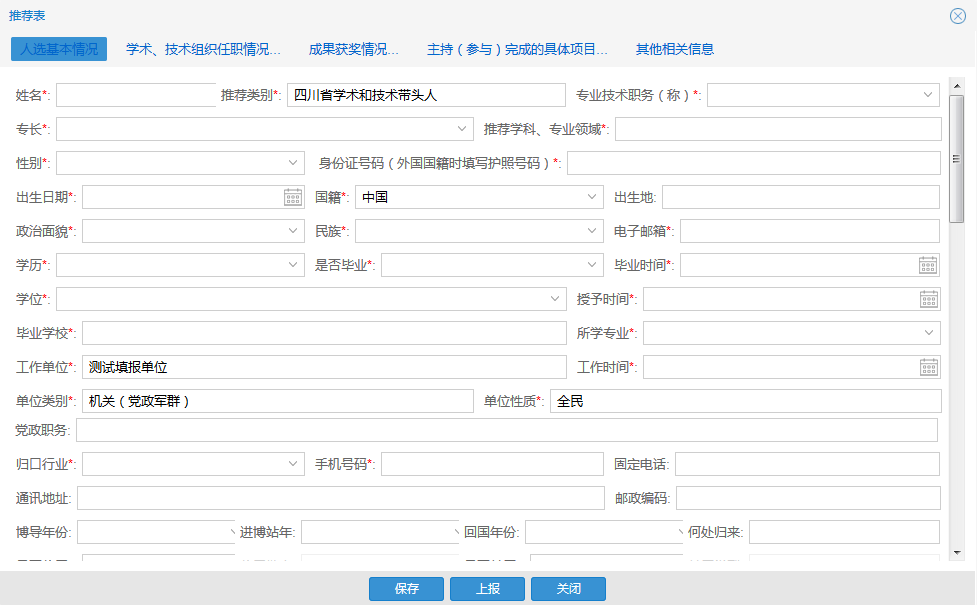 推荐表
人选基本情况 学术、技术组织任职情况... 成果获奖情况... 主持（参与）完成的具体项目... 其他相关信息
姓名*: 推荐类别*: 四川省学术和技术带头人 专业技术职务（称）*:
专长*: 推荐学科、专业领域*:
性别*: 身份证号码（外国国籍时填写护照号码）*:
出生日期*: 国籍*: 中国 出生地:
政治面貌*: 民族*: 电子邮箱*:
学历*: 是否毕业*: 毕业时间*:
学位*: 授予时间*:
毕业学校*: 所学专业*:
工作单位*: 测试填报单位 工作时间*:
单位类别*: 机关（党政军群） 单位性质*: 全民
党政职务:
归口行业*: 手机号码*: 固定电话:
通讯地址: 邮政编码:
博导年份: 进博站年: 回国年份: 何处归来:
保存 上报 关闭